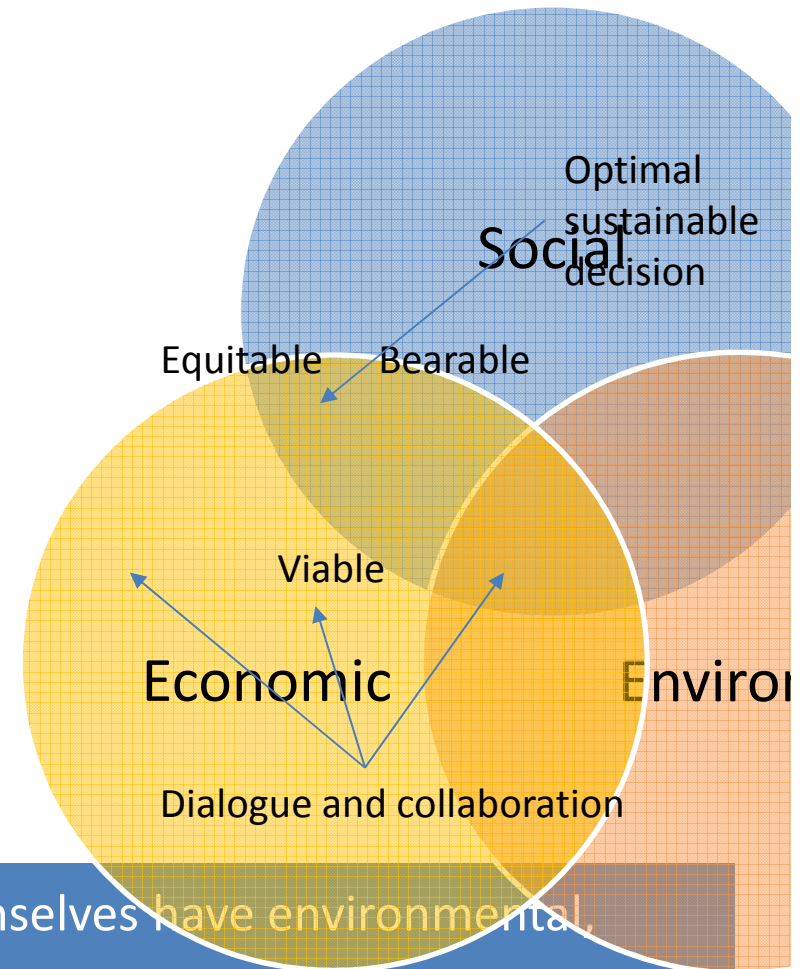 Optimal
sustainable
decision
Social
Equitable
Bearable
Viable
Economic
Environ
Dialogue and collaboration
nselves have environmental,